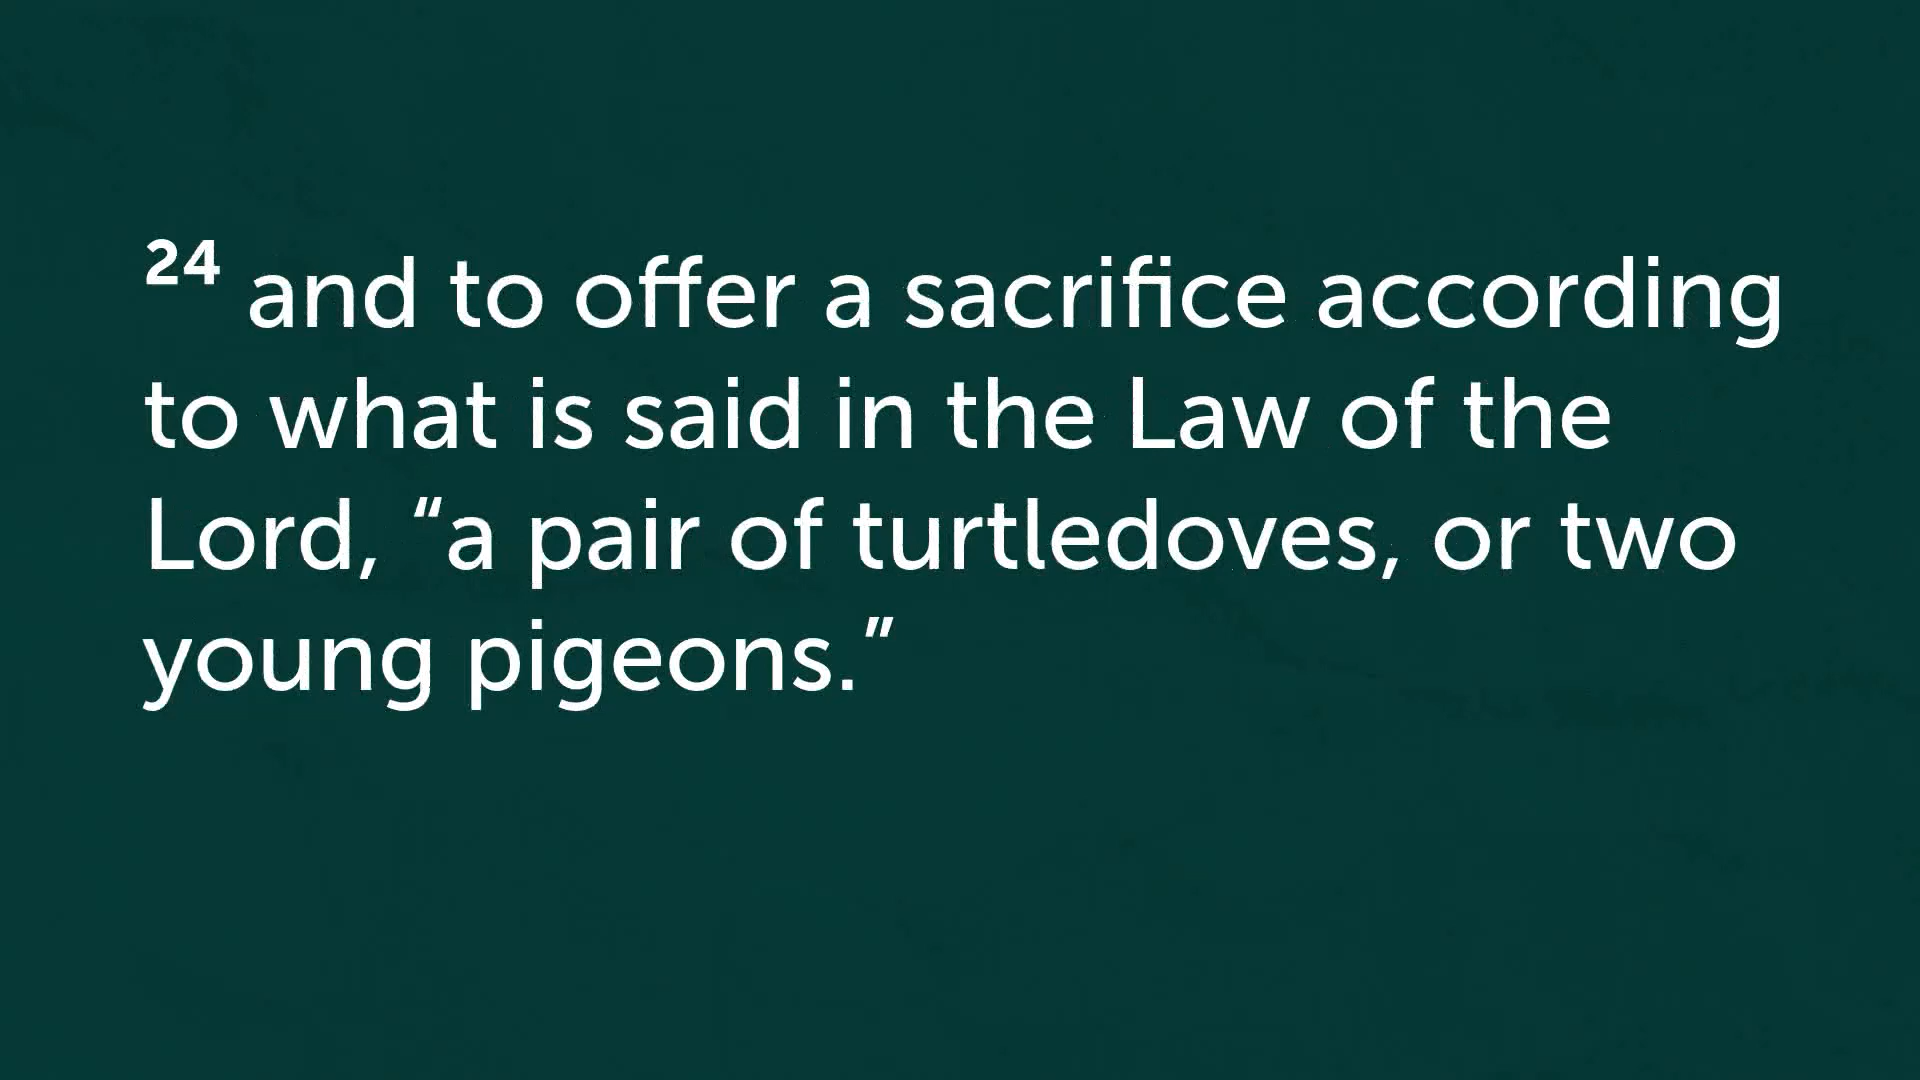 24 and to offer a sacrifice according
to what is said in the Law of the
Lord, “a pair of turtledoves, or two
young pigeons.”